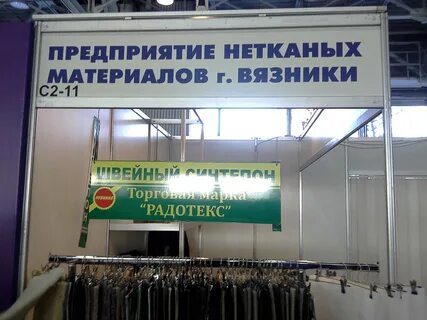 ПРЕДПРИЯТИЕ НЕТКАНЫХ
МАТЕРИАЛОВ г. ВЯЗНИКИ
С2-11
ШВЕЙНЫЙ СИНТЕПОН
Торговая марка
"РАДОТЕКС"